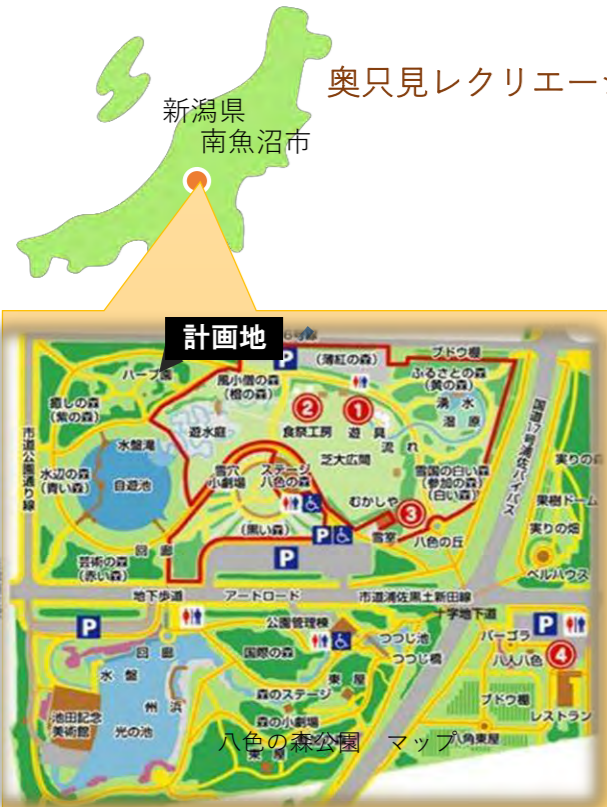 奥只見レクリエー
新潟県
南魚沼市
計画地
P
(薄紅の森)
ブドウ棚
ハーブ園
風小僧の森
(橙の森)
ふるさとの森
(黄の森)
癒しの森
(紫の森)
湧水
湿原
②
①
遊水庭
食祭工房
遊具
流れ
水盤滝
市道公園通り線
国道17号浦佐バイパス
芝大広間
雪穴
小劇場
ステージ
八色の森
水辺の森
(青い森)
自遊池
雪国の白い森
(参加の森)
(白い森)
実りの森
果樹ドーム
むかしや
③
(黒い森)
雪室
八色の丘
実りの畑
P
P
回廊
芸術の森
(赤い森)
ベルハウス
地下歩道
アートロード
市道浦佐黒土新田線
十字地下道
P
公園管理棟
P
回廊
国際の森
つつじ池
つつじ橋
パーゴラ
八人八色
④
水盤
東屋
州浜
森のステージ
ブドウ棚
レストラン
池田記念
美術館
光の池
森の小劇場
八色の森公園 マップ
八角東屋
東屋